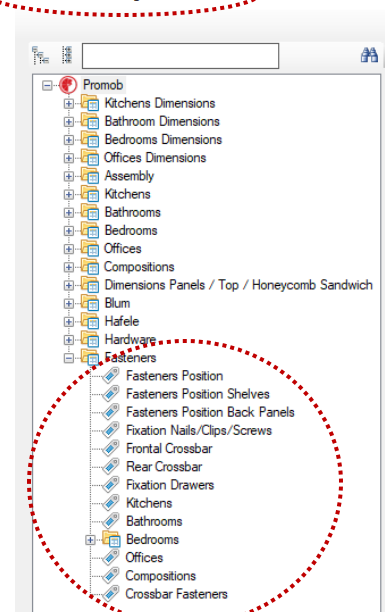 Promob
Kitchens Dimensions
Bathroom Dimensions
Bedrooms Dimensions
Offices Dimensions
Assembly
Kitchens
Bathrooms
Bedrooms
Offices
Compositions
Dimensions Panels / Top / Honeycomb Sandwich
Blum
Hafele
Hardware
Fasteners
Fasteners Position
Fasteners Position Shelves
Fasteners Position Back Panels
Fixation Nails/Clips/Screws
Frontal Crossbar
Rear Crossbar
Fixation Drawers
Kitchens
Bathrooms
Bedrooms
Offices
Compositions
Crossbar Fasteners